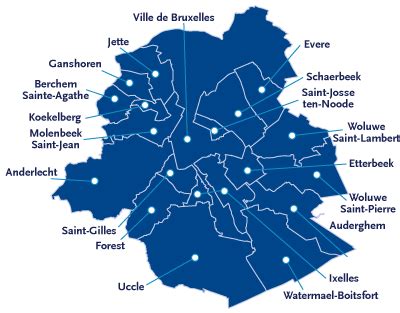 Ville de Bruxelles
Jette
Evere
Ganshoren
Schaerbeek
Berchem
Sainte-Agathe
Saint-Josse
ten-Noode
Koekelberg
Molenbeek
Saint-Jean
Woluwe
Saint-Lambert
Etterbeek
Anderlecht
Woluwe
Saint-Pierre
Auderghem
Saint-Gilles
Forest
Ixelles
Uccle
Watermael-Boitsfort